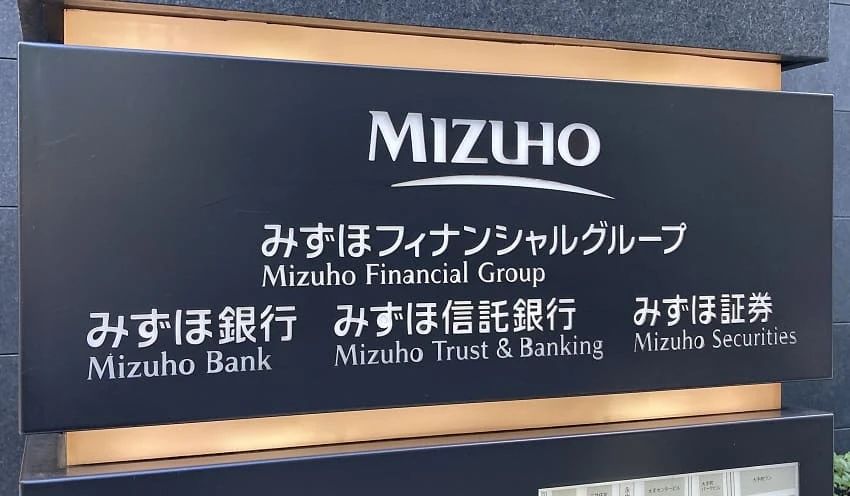 MIZUHO
みずほフィナンシャルグループ
Mizuho Financial Group
みずほ銀行
Mizuho Bank
みずほ信託銀行
Mizuho Trust & Banking
みずほ証券
Mizuho Securities